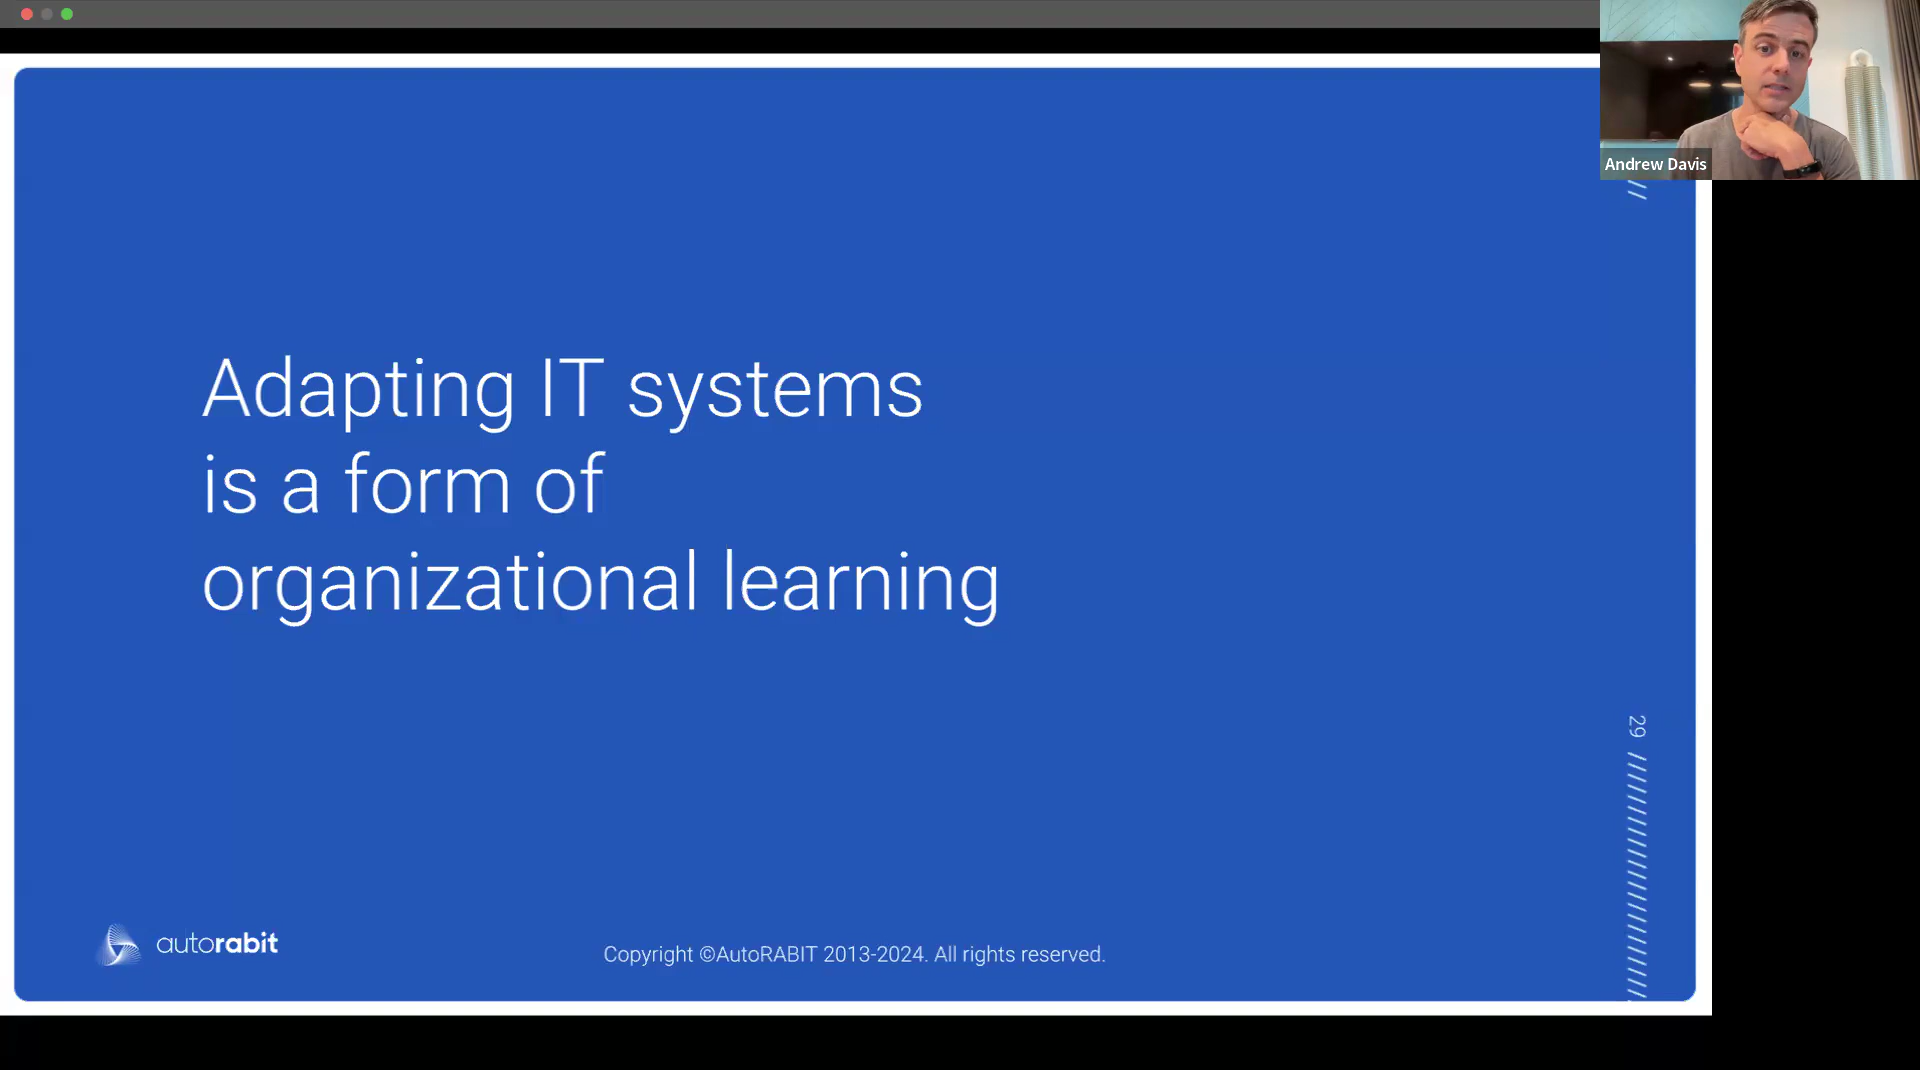 Andrew Davis
Adapting IT systems
is a form of
organizational learning
29
autorabit
Copyright ©AutoRABIT 2013-2024. All rights reserved.